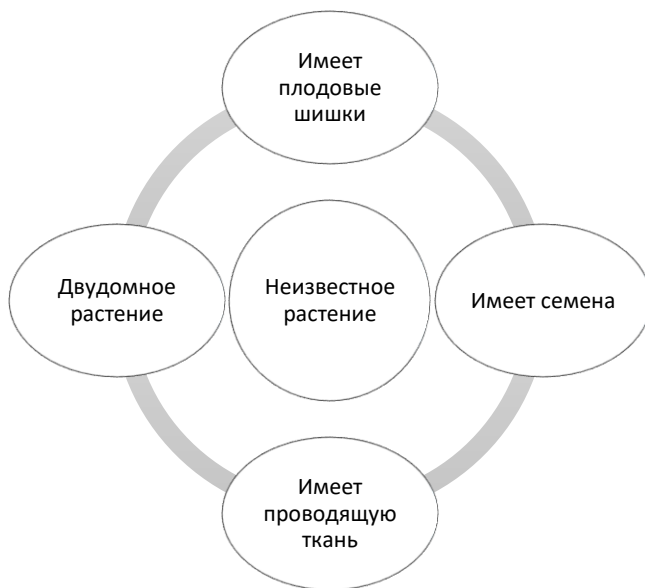 Имеет
плодовые
шишки
Двудомное
растение
Неизвестное
растение
Имеет семена
Имеет
проводящую
ткань